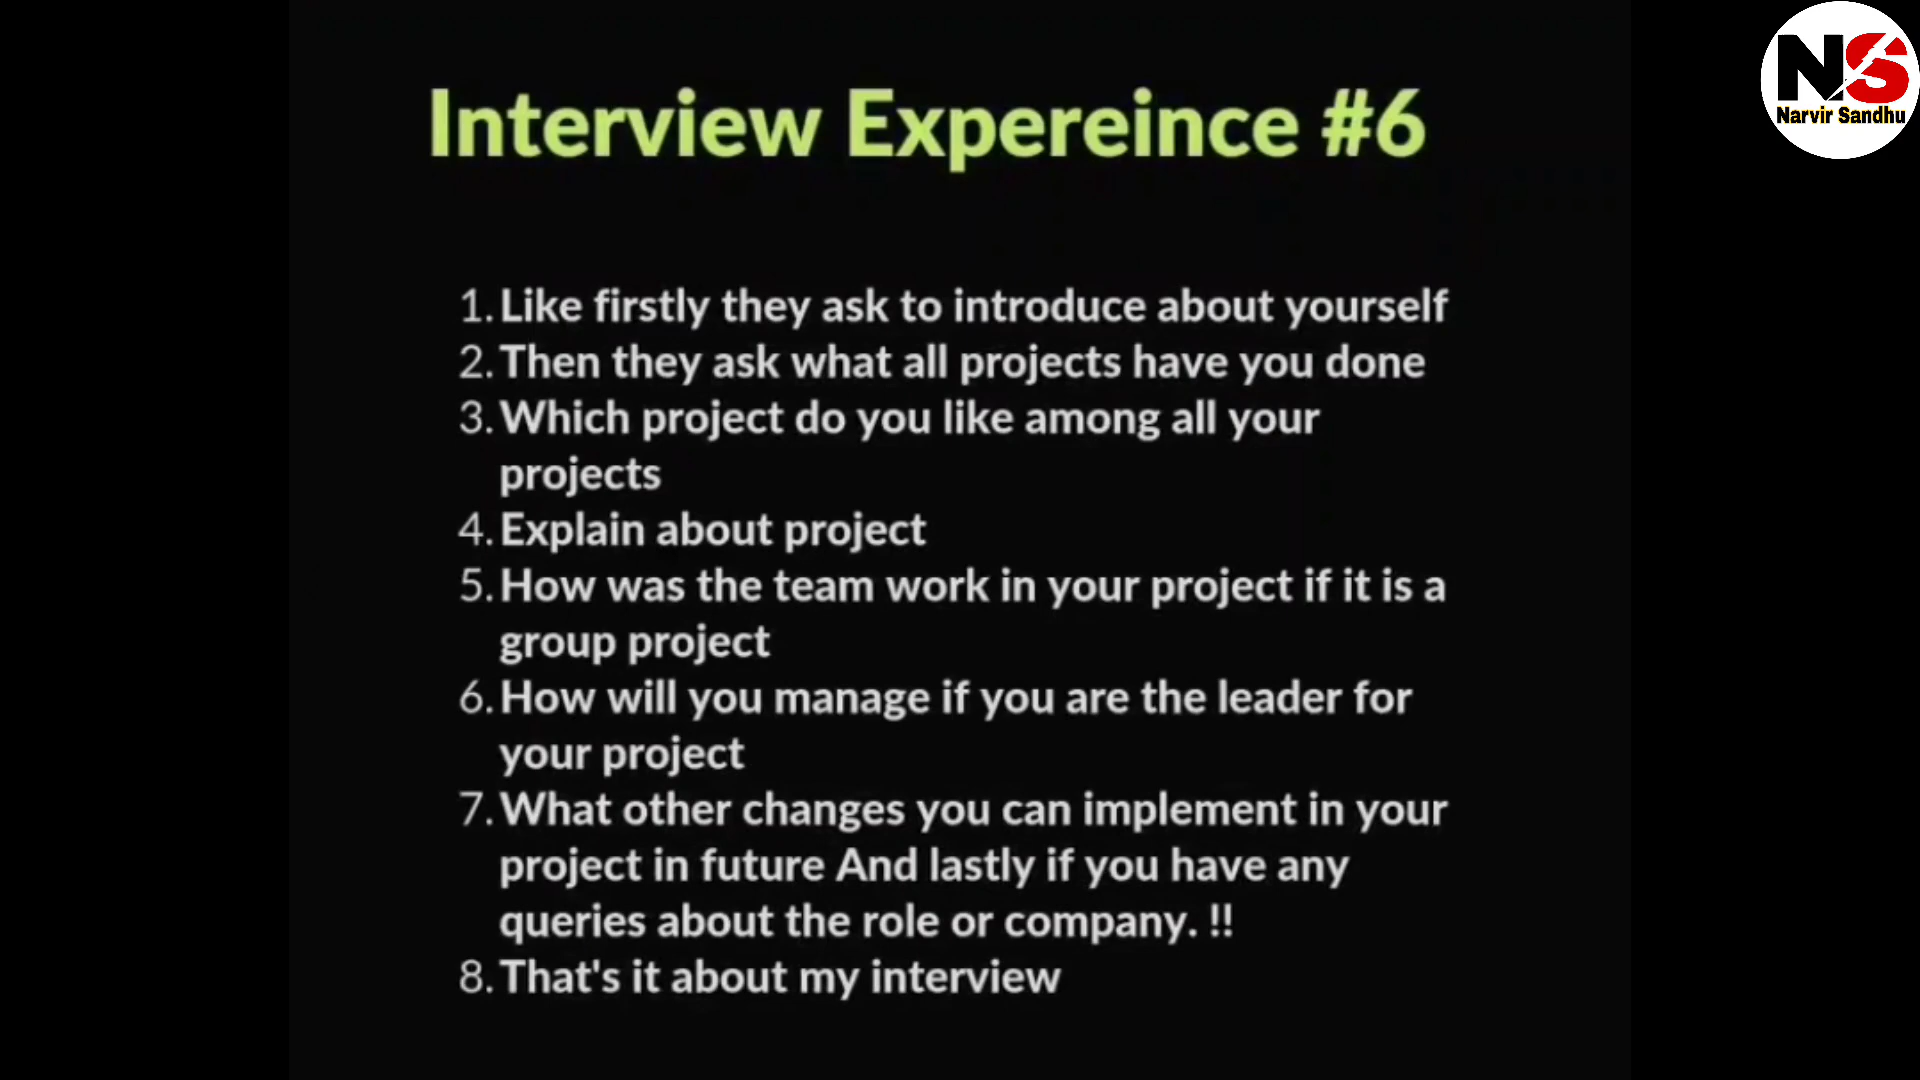 Interview Expereince #6
NS
Narvir Sandhu
1. Like firstly they ask to introduce about yourself
2. Then they ask what all projects have you done
3. Which project do you like among all your
projects
4. Explain about project
5. How was the team work in your project if it is a
group project
6. How will you manage if you are the leader for
your project
7. What other changes you can implement in your
project in future And lastly if you have any
queries about the role or company. !!
8. That's it about my interview